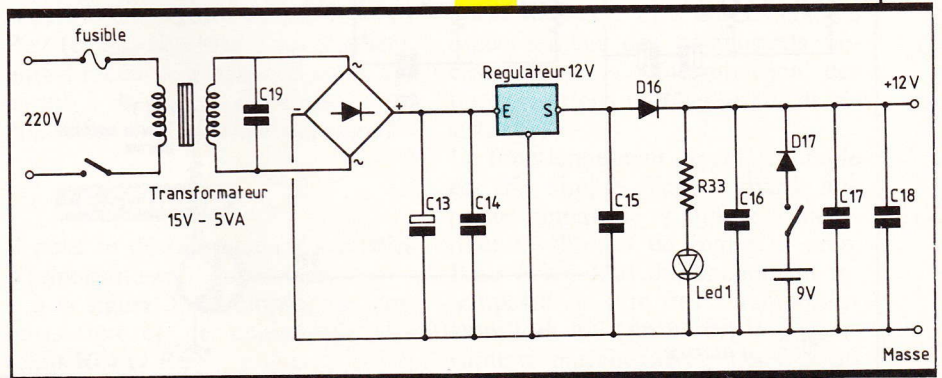 fusible
220V
C19
Transformateur
15V - 5VA
~
~
-
+
C13
C14
Regulateur 12V
E
S
C15
D16
R33
Led1
C16
D17
9V
C17
C18
+12V
Masse